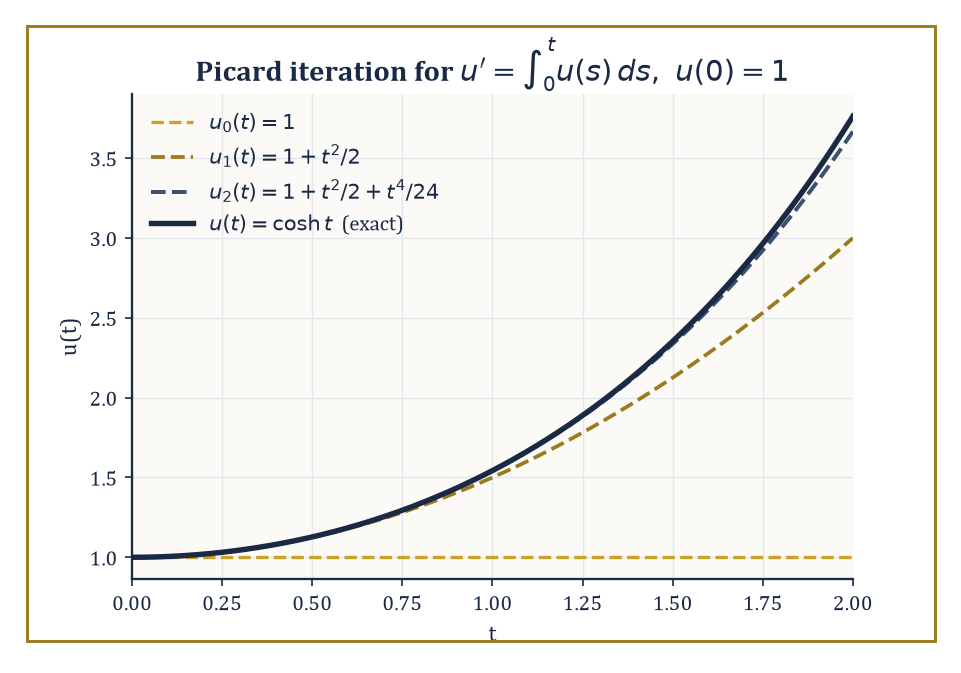 Picard iteration for u′ = ∫₀ᵗ u(s) ds, u(0) = 1
u₀(t) = 1
u₁(t) = 1 + t²/2
u₂(t) = 1 + t²/2 + t⁴/24
u(t) = cosh t (exact)
3.5
3.0
2.5
2.0
1.5
1.0
u(t)
0.00 0.25 0.50 0.75 1.00 1.25 1.50 1.75 2.00
t